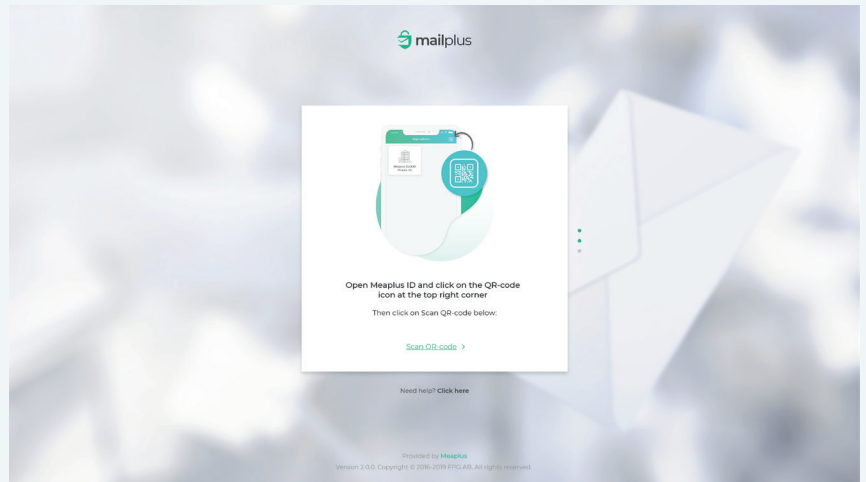 mailplus
Open Meaplus ID and click on the QR-code
icon at the top right corner
Then click on Scan QR-code below:
Scan QR-code >
Need help? Click here
Provided by Meaplus
Version 2.0.0. Copyright © 2016-2019 FPG AB. All rights reserved.